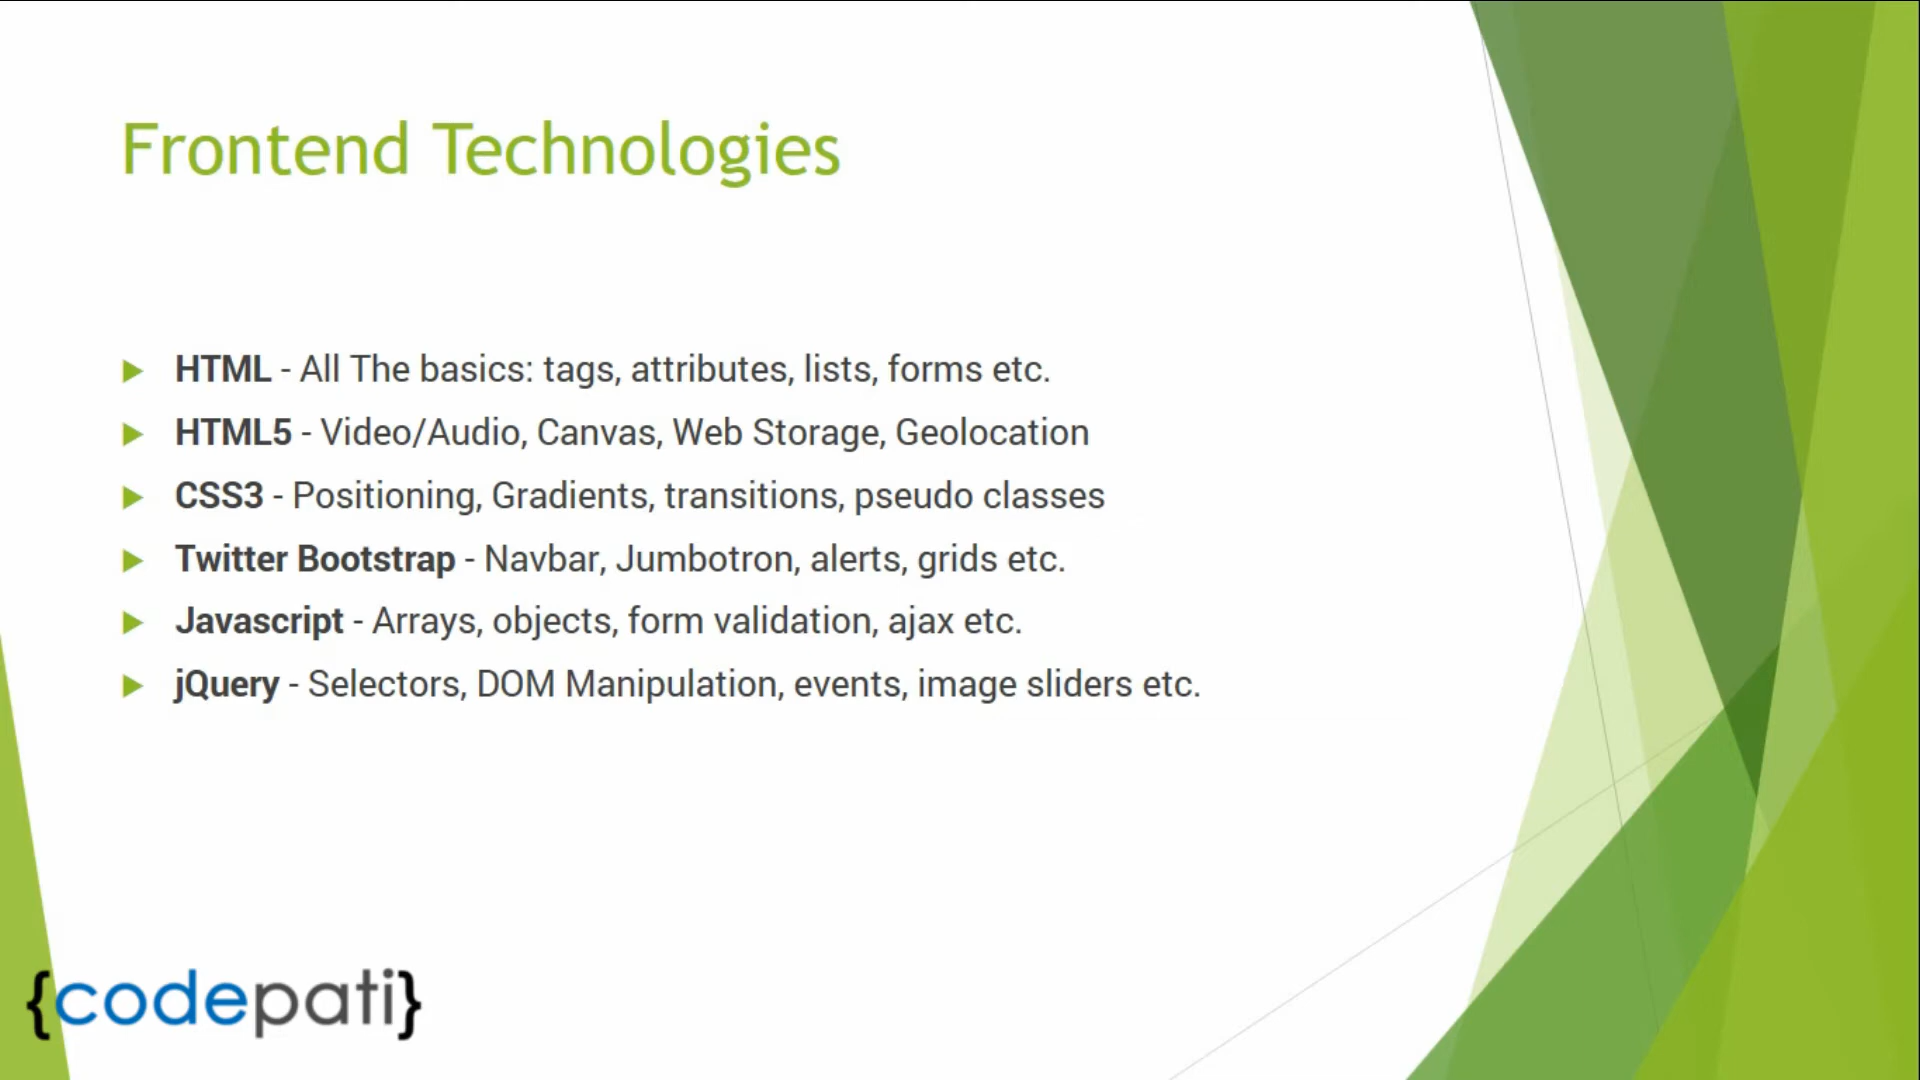 Frontend Technologies
HTML - All The basics: tags, attributes, lists, forms etc.
HTML5 - Video/Audio, Canvas, Web Storage, Geolocation
CSS3 - Positioning, Gradients, transitions, pseudo classes
Twitter Bootstrap - Navbar, Jumbotron, alerts, grids etc.
Javascript - Arrays, objects, form validation, ajax etc.
jQuery - Selectors, DOM Manipulation, events, image sliders etc.
{codepati}